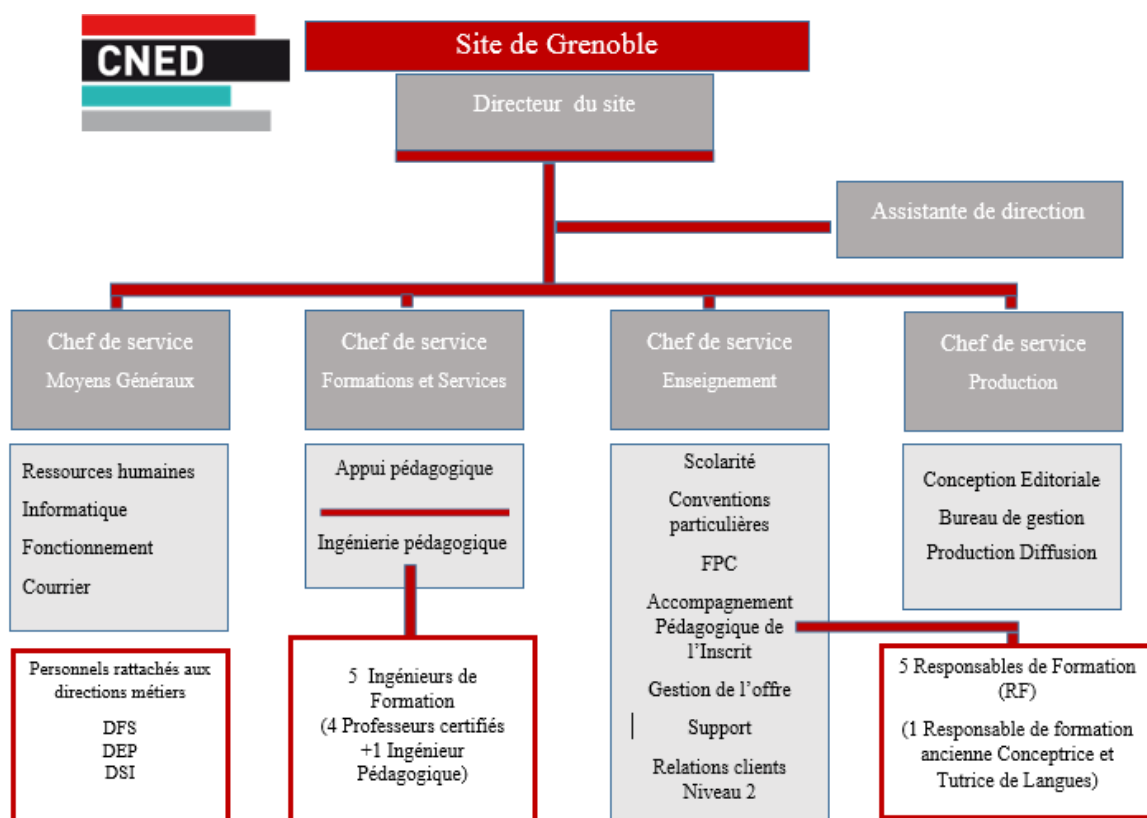 CNED
Site de Grenoble
Directeur du site
Assistante de direction
Chef de service
Moyens Généraux
Chef de service
Formations et Services
Chef de service
Enseignement
Chef de service
Production
Ressources humaines
Informatique
Fonctionnement
Courrier
Appui pédagogique
Ingénierie pédagogique
Scolarité
Conventions
particulières
FPC
Accompagnement
Pédagogique de
l’Inscrit
Gestion de l’offre
Support
Relations clients
Niveau 2
Conception Editoriale
Bureau de gestion
Production Diffusion
Personnels rattachés aux
directions métiers
DFS
DEP
DSI
5 Ingénieurs de
Formation
(4 Professeurs certifiés
+1 Ingénieur
Pédagogique)
5 Responsables de Formation
(RF)
(1 Responsable de formation
ancienne Conceptrice et
Tutrice de Langues)